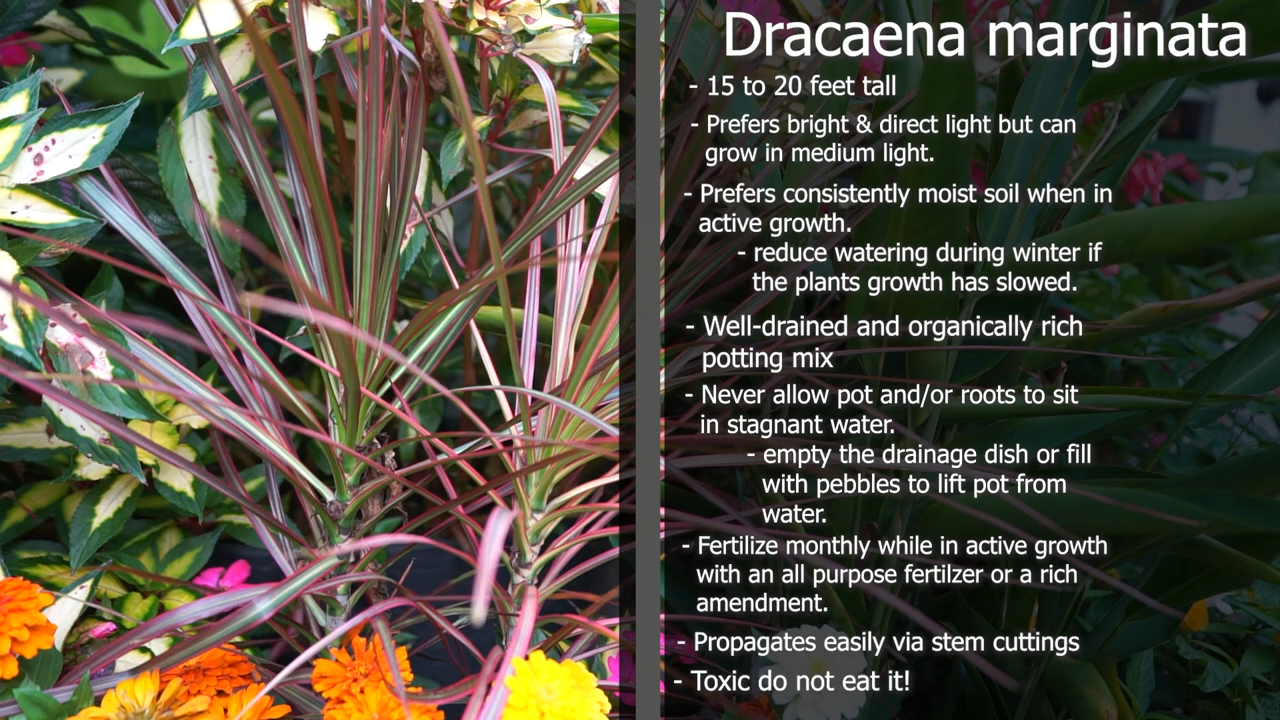 Dracaena marginata
- 15 to 20 feet tall
- Prefers bright & direct light but can
grow in medium light.
- Prefers consistently moist soil when in
active growth.
- reduce watering during winter if
the plants growth has slowed.
- Well-drained and organically rich
potting mix
- Never allow pot and/or roots to sit
in stagnant water.
- empty the drainage dish or fill
with pebbles to lift pot from
water.
- Fertilize monthly while in active growth
with an all purpose fertilzer or a rich
amendment.
- Propagates easily via stem cuttings
- Toxic do not eat it!